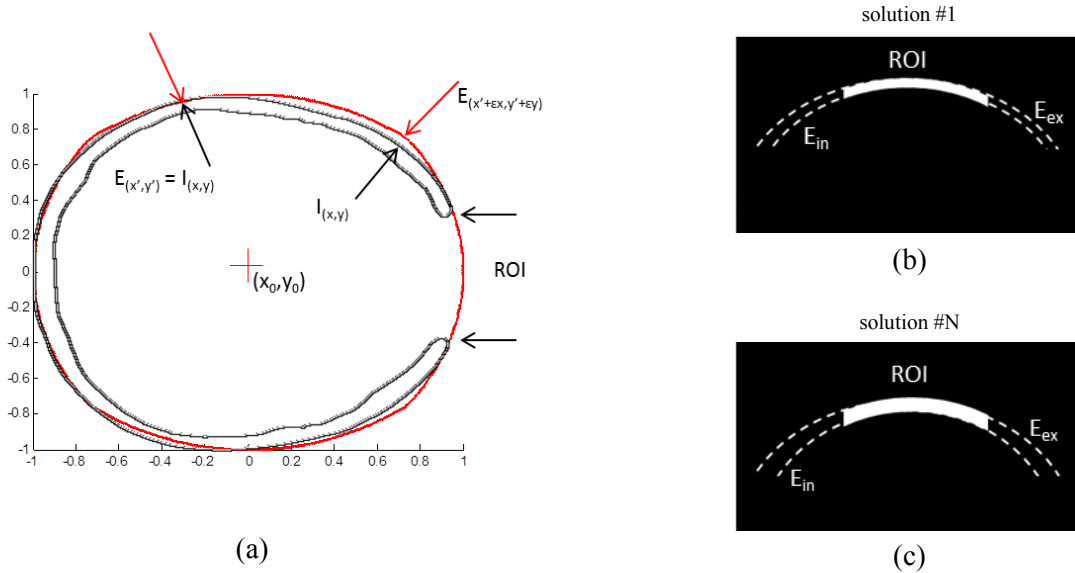 1
0.8
0.6
0.4
0.2
0
-0.2
-0.4
-0.6
-0.8
-1
-1 -0.8 -0.6 -0.4 -0.2 0 0.2 0.4 0.6 0.8 1
E(x'+εx,y'+εy)
E(x',y') = I(x,y)
I(x,y)
(x0,y0)
ROI
(a)
solution #1
ROI
Eex
Ein
(b)
solution #N
ROI
Eex
Ein
(c)